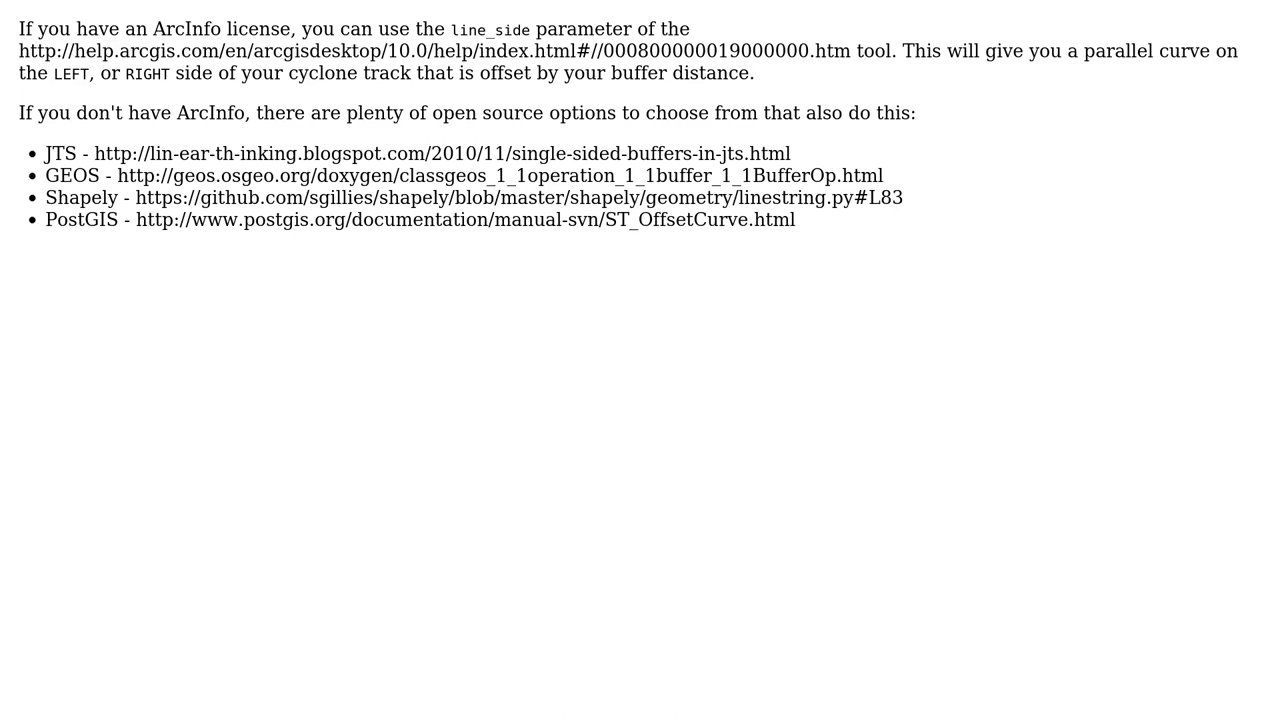 If you have an ArcInfo license, you can use the line_side parameter of the
http://help.arcgis.com/en/arcgisdesktop/10.0/help/index.html#//000800000019000000.htm tool. This will give you a parallel curve on
the LEFT, or RIGHT side of your cyclone track that is offset by your buffer distance.
If you don't have ArcInfo, there are plenty of open source options to choose from that also do this:
• JTS - http://lin-ear-th-inking.blogspot.com/2010/11/single-sided-buffers-in-jts.html
• GEOS - http://geos.osgeo.org/doxygen/classgeos_1_1operation_1_1buffer_1_1BufferOp.html
• Shapely - https://github.com/sgillies/shapely/blob/master/shapely/geometry/linestring.py#L83
• PostGIS - http://www.postgis.org/documentation/manual-svn/ST_OffsetCurve.html